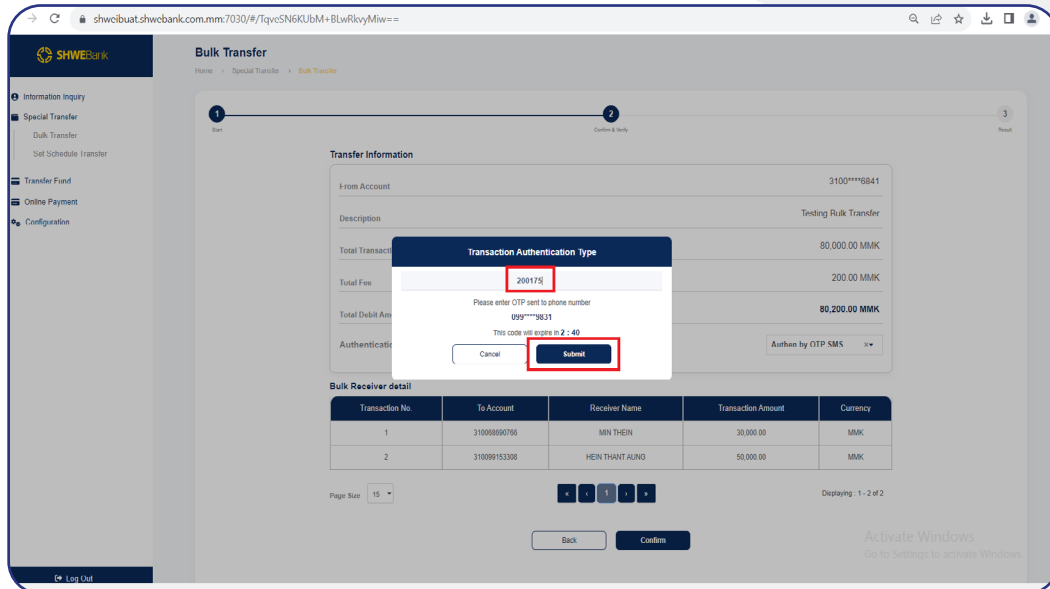 shweibuat.shwebank.com.mm:7030/#/TqveSN6KUbM+BLwRkvyMiw==
SHWEBank
Bulk Transfer
Home > Special Transfer > Bulk Transfer
Information Inquiry
Special Transfer
Bulk Transfer
Set Schedule Transfer
Transfer Fund
Online Payment
Configuration
Log Out
1
2
3
Start
Confirm & Verify
Result
Transfer Information
From Account 3100****6841
Description Testing Bulk Transfer
Total Transacti 80,000.00 MMK
Total Fee 200.00 MMK
Total Debit Am 80,200.00 MMK
Authenticatio Authen by OTP SMS ×
Transaction Authentication Type
200175
Please enter OTP sent to phone number
099****9831
This code will expire in 2 : 40
Cancel Submit
Bulk Receiver detail
Transaction No. To Account Receiver Name Transaction Amount Currency
1 310068690766 MIN THEIN 30,000.00 MMK
2 310099153308 HEIN THANT AUNG 50,000.00 MMK
Page Size 15 « ‹ 1 › » Displaying : 1 - 2 of 2
Back Confirm
Activate Windows
Go to Settings to activate Windows.